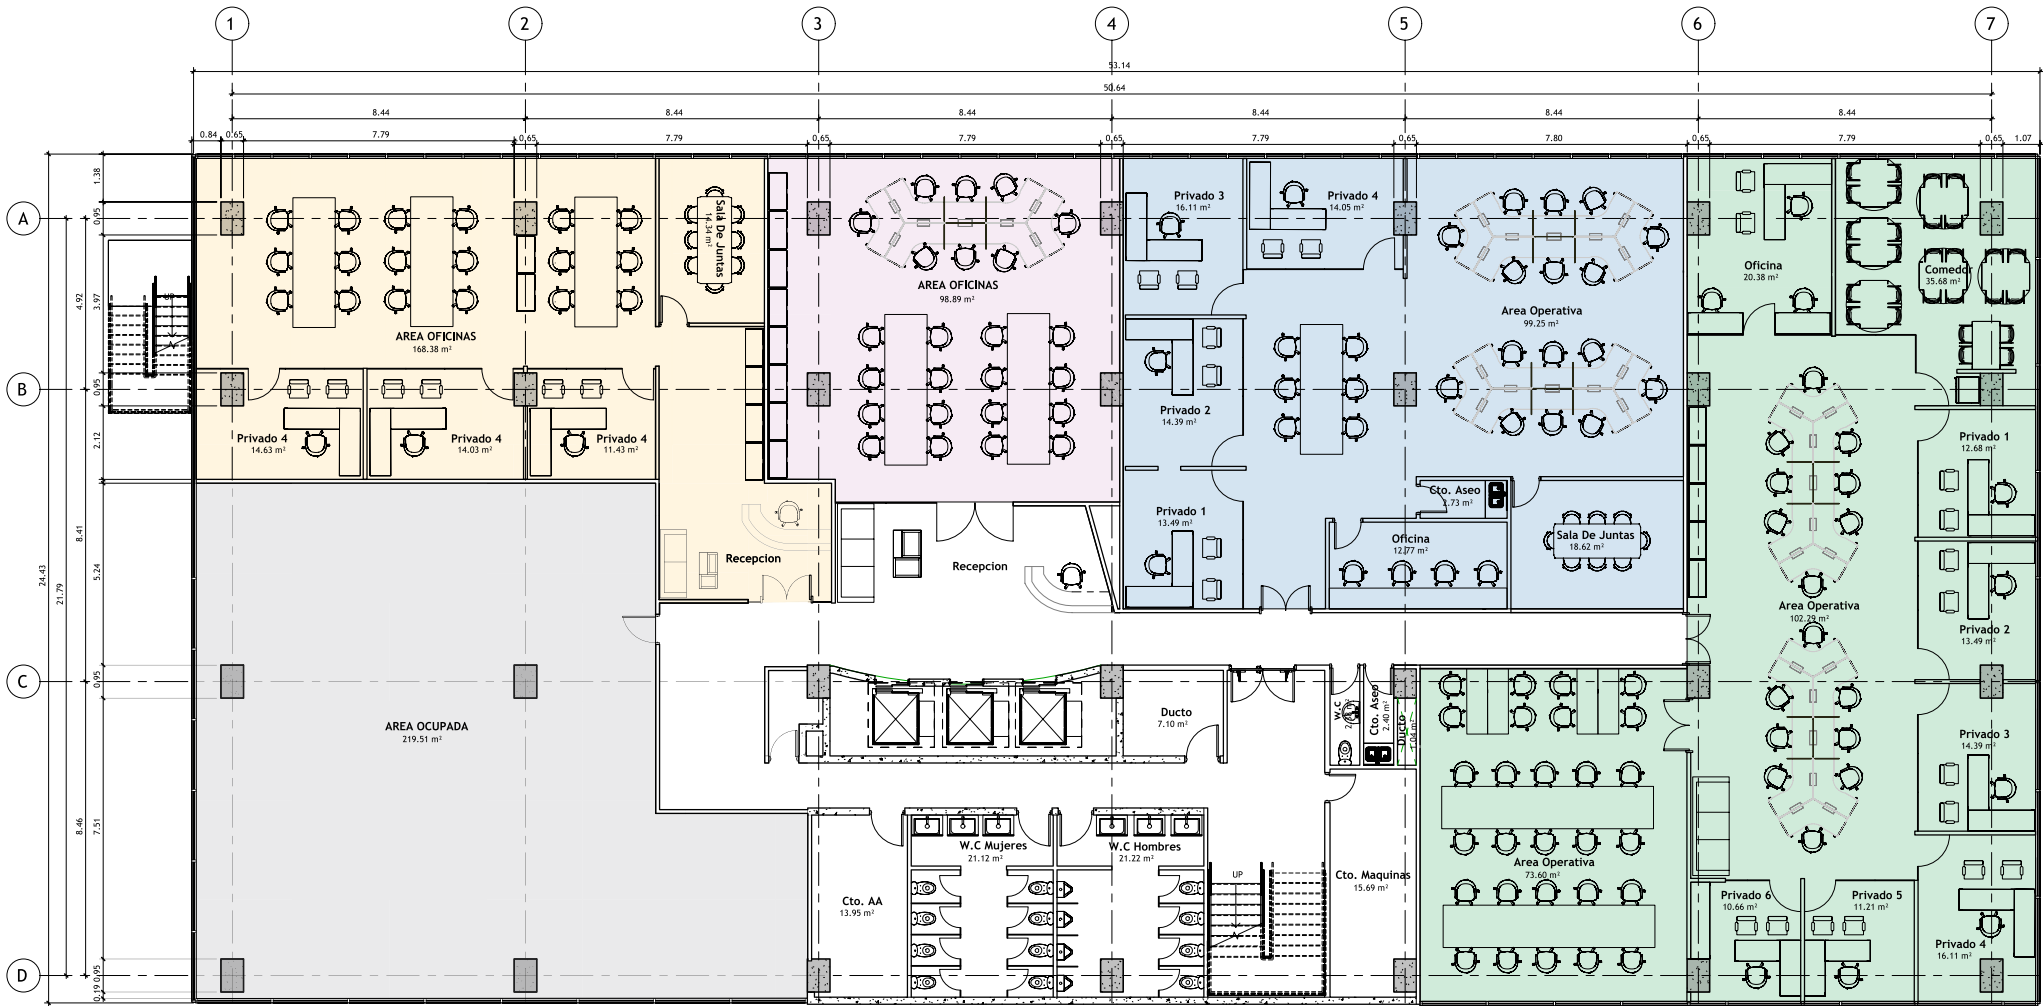 1 2 3 4 5 6 7
53.14
50.64
8.44 8.44 8.44 8.44 8.44 8.44
0.84 0.65 7.79 0.65 7.79 0.65 7.79 0.65 7.79 0.65 7.80 0.65 7.79 0.65 1.07
A
B
C
D
24.43
21.79
4.92
8.41
8.46
1.38
0.95
3.97
0.95
2.12
5.24
0.95
7.51
0.95
0.19
UP
AREA OFICINAS
168.38 m²
Sala De Juntas
14.34 m²
Privado 4
14.63 m²
Privado 4
14.03 m²
Privado 4
11.43 m²
Recepcion
AREA OFICINAS
98.89 m²
Recepcion
Privado 3
16.11 m²
Privado 4
14.05 m²
Privado 2
14.39 m²
Privado 1
13.49 m²
Area Operativa
99.25 m²
Cto. Aseo
2.73 m²
Oficina
12.77 m²
Sala De Juntas
18.62 m²
Oficina
20.38 m²
Comedor
35.68 m²
Privado 1
12.68 m²
Area Operativa
102.29 m²
Privado 2
13.49 m²
Privado 3
14.39 m²
Privado 4
16.11 m²
Privado 5
11.21 m²
Privado 6
10.66 m²
Area Operativa
73.60 m²
AREA OCUPADA
219.51 m²
Ducto
7.10 m²
W.C
Cto. Aseo
2.40 m²
Ducto
1.04 m²
Cto. AA
13.95 m²
W.C Mujeres
21.12 m²
W.C Hombres
21.22 m²
UP
Cto. Maquinas
15.69 m²